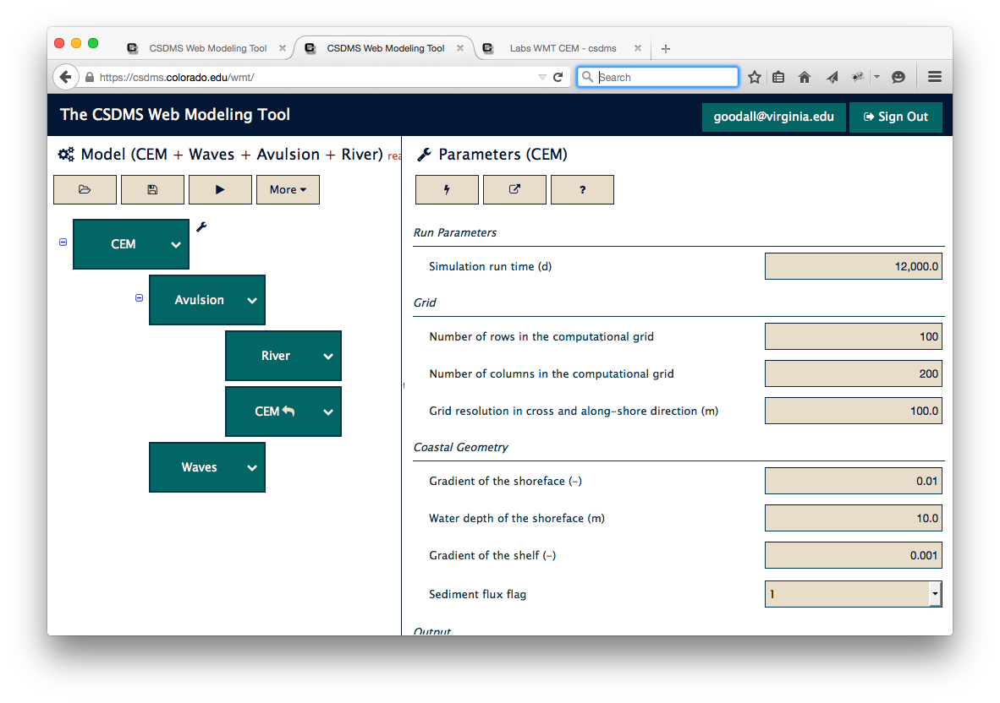 CSDMS Web Modeling Tool
CSDMS Web Modeling Tool
Labs WMT CEM - csdms
https://csdms.colorado.edu/wmt/
Search
The CSDMS Web Modeling Tool
goodall@virginia.edu
Sign Out
Model (CEM + Waves + Avulsion + River)
More
CEM
Avulsion
River
CEM
Waves
Parameters (CEM)
?
Run Parameters
Simulation run time (d) 12,000.0
Grid
Number of rows in the computational grid 100
Number of columns in the computational grid 200
Grid resolution in cross and along-shore direction (m) 100.0
Coastal Geometry
Gradient of the shoreface (-) 0.01
Water depth of the shoreface (m) 10.0
Gradient of the shelf (-) 0.001
Sediment flux flag 1
Output